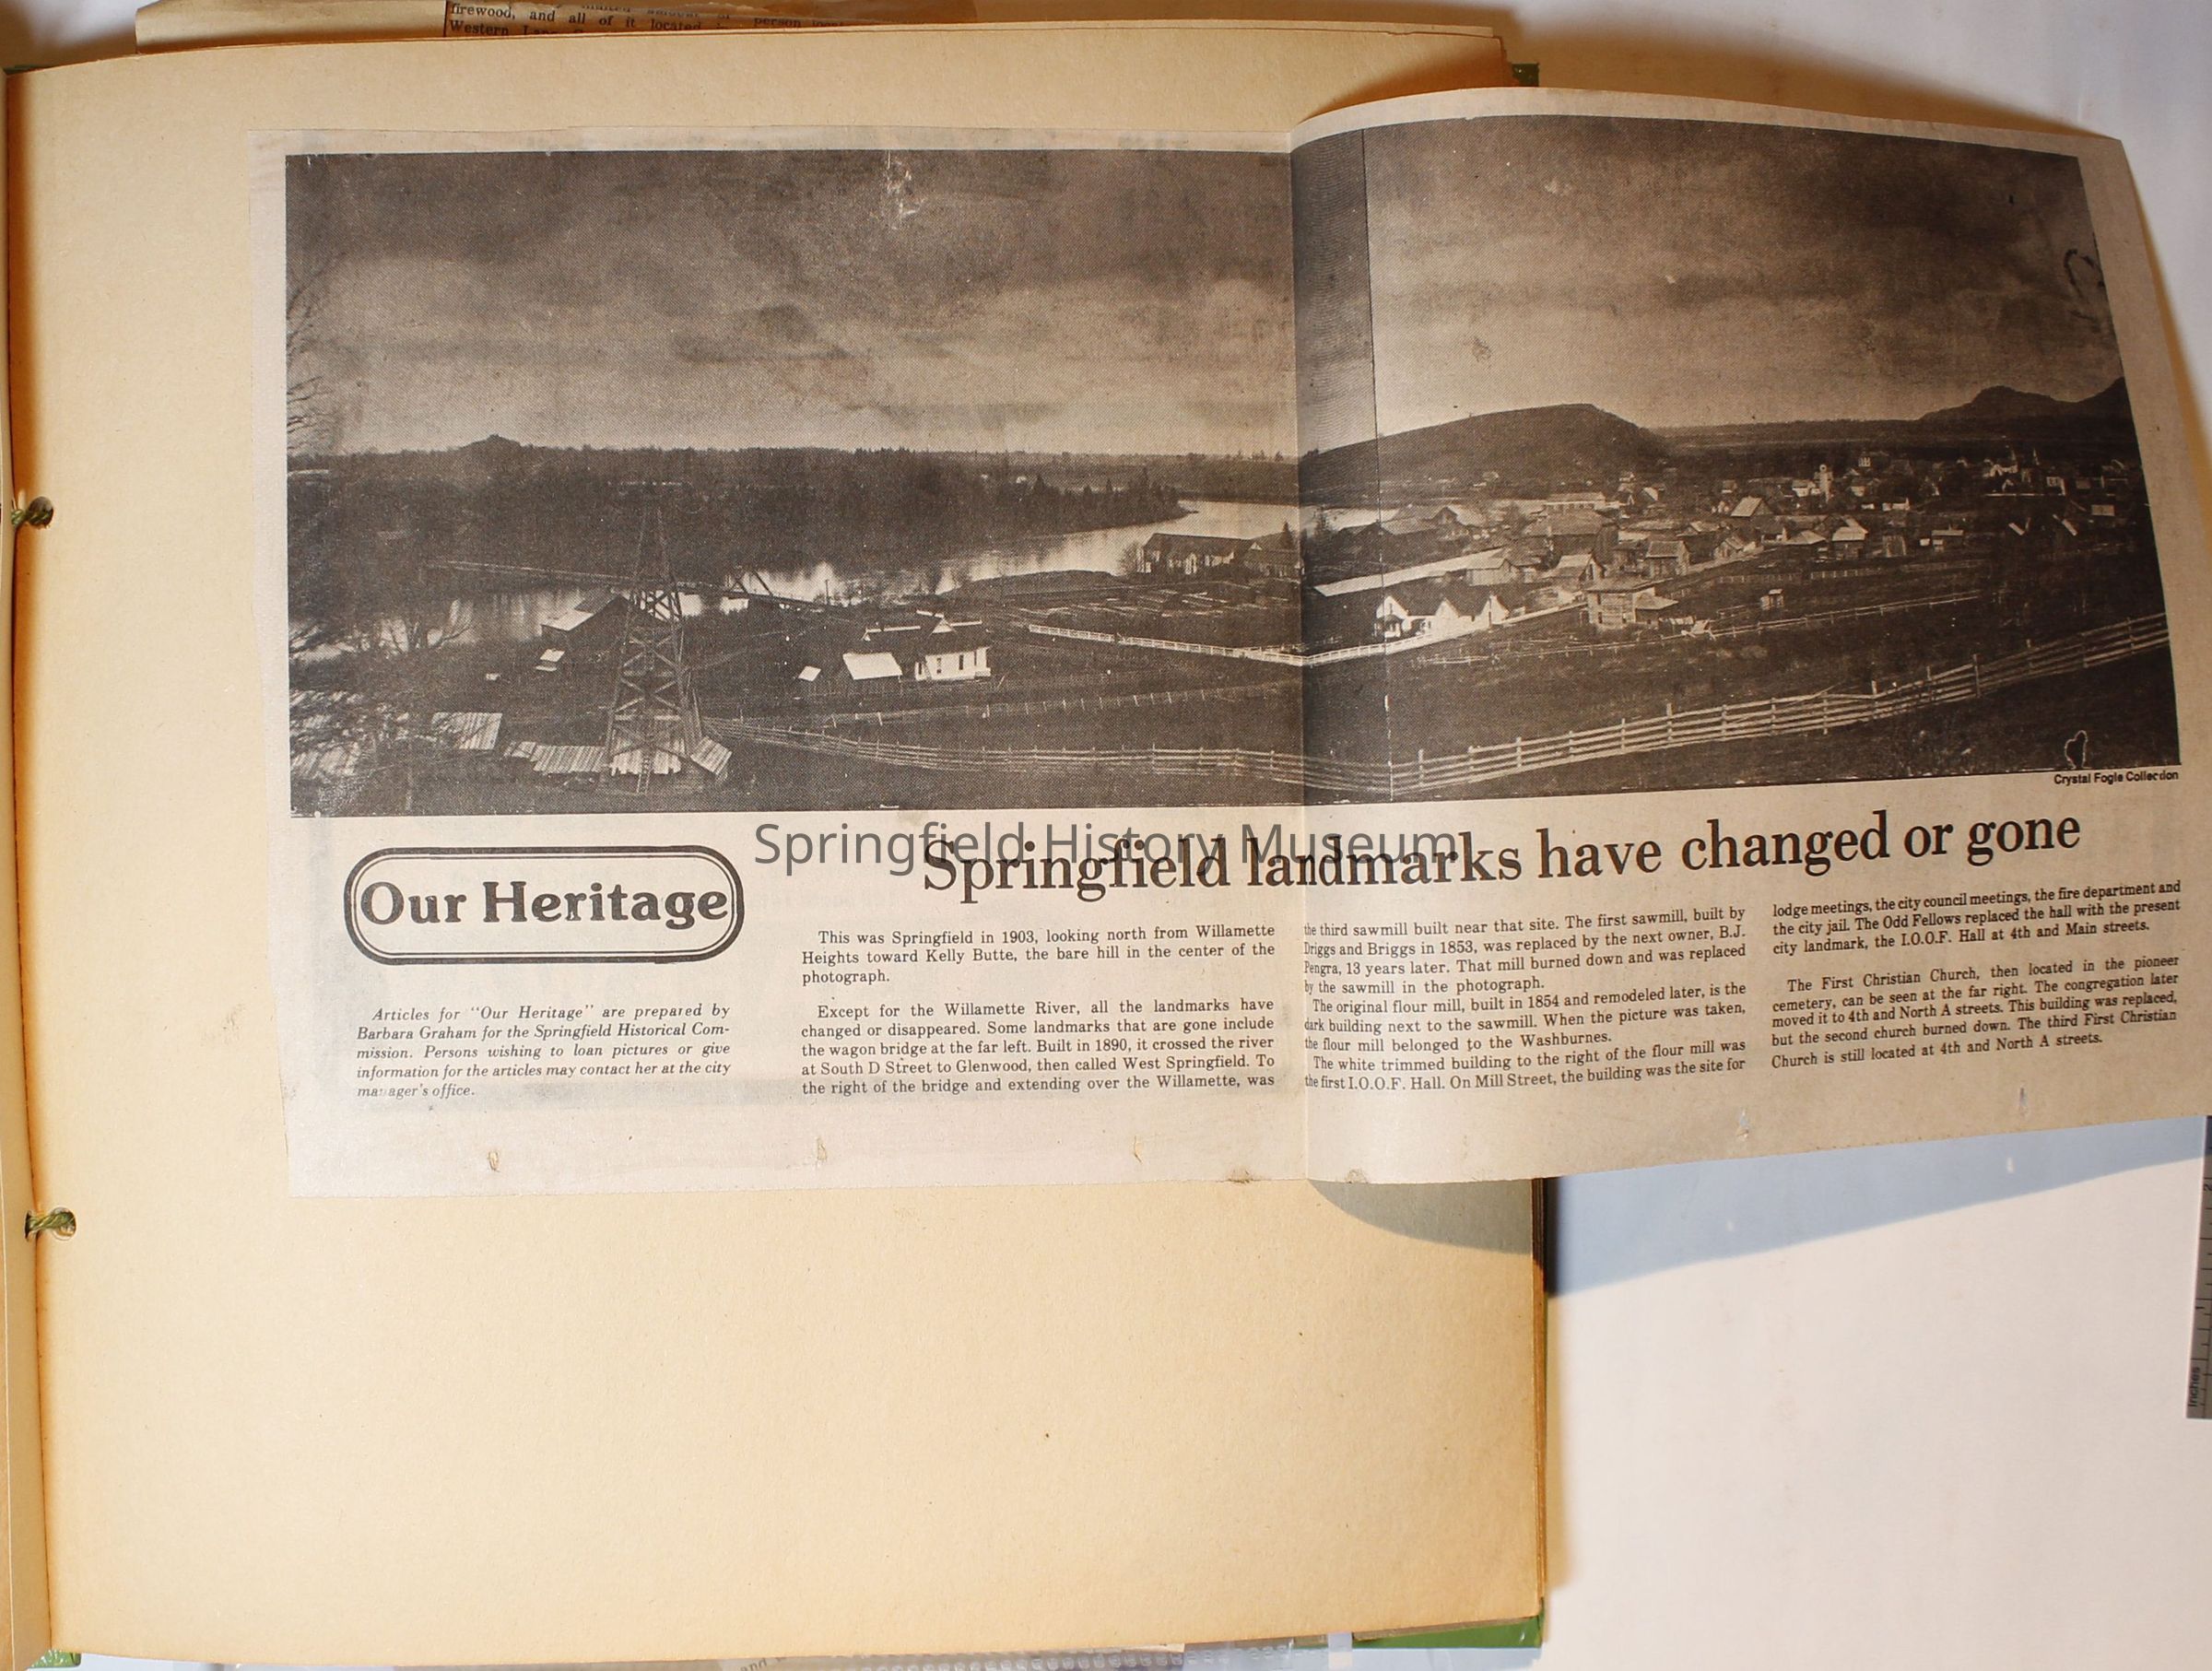 firewood, and all of it located
Western
person
Crystal Fogle Collection
Springfield History Museum
Springfield landmarks have changed or gone
Our Heritage
Articles for "Our Heritage" are prepared by
Barbara Graham for the Springfield Historical Com-
mission. Persons wishing to loan pictures or give
information for the articles may contact her at the city
manager's office.
This was Springfield in 1903, looking north from Willamette
Heights toward Kelly Butte, the bare hill in the center of the
photograph.
Except for the Willamette River, all the landmarks have
changed or disappeared. Some landmarks that are gone include
the wagon bridge at the far left. Built in 1890, it crossed the river
at South D Street to Glenwood, then called West Springfield. To
the right of the bridge and extending over the Willamette, was
the third sawmill built near that site. The first sawmill, built by
Driggs and Briggs in 1853, was replaced by the next owner, B.J.
Pengra, 13 years later. That mill burned down and was replaced
by the sawmill in the photograph.
The original flour mill, built in 1854 and remodeled later, is the
dark building next to the sawmill. When the picture was taken,
the flour mill belonged to the Washburnes.
The white trimmed building to the right of the flour mill was
the first I.O.O.F. Hall. On Mill Street, the building was the site for
lodge meetings, the city council meetings, the fire department and
the city jail. The Odd Fellows replaced the hall with the present
city landmark, the I.O.O.F. Hall at 4th and Main streets.
The First Christian Church, then located in the pioneer
cemetery, can be seen at the far right. The congregation later
moved it to 4th and North A streets. This building was replaced,
but the second church burned down. The third First Christian
Church is still located at 4th and North A streets.
Inches
1
2
and